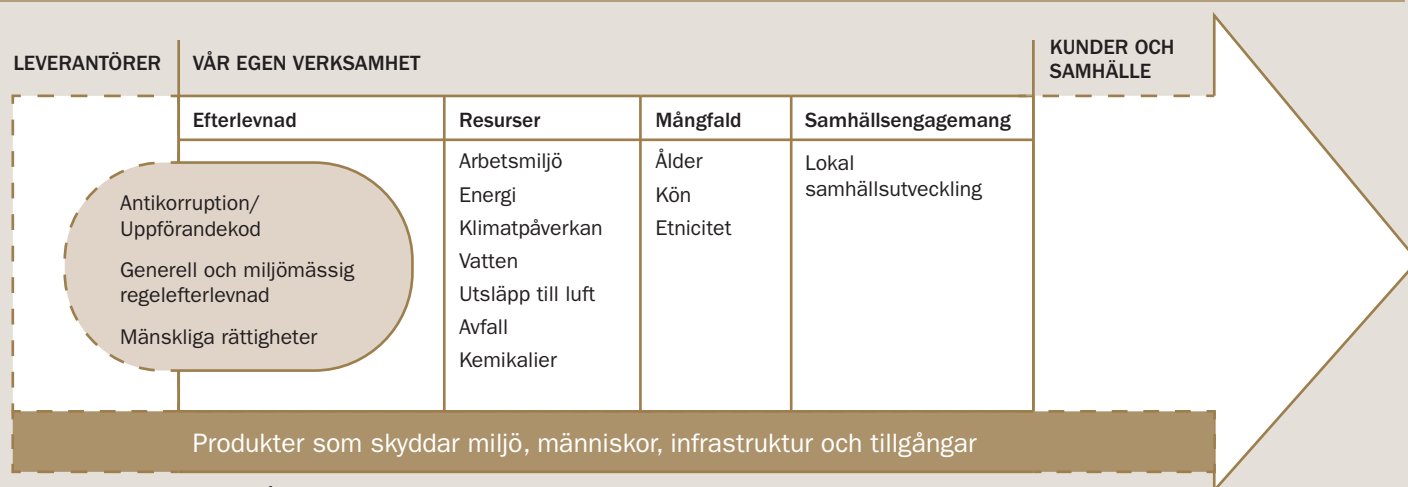 LEVERANTÖRER
VÅR EGEN VERKSAMHET
KUNDER OCH
SAMHÄLLE
Efterlevnad
Resurser
Mångfald
Samhällsengagemang
Antikorruption/
Uppförandekod
Generell och miljömässig
regelefterlevnad
Mänskliga rättigheter
Arbetsmiljö
Energi
Klimatpåverkan
Vatten
Utsläpp till luft
Avfall
Kemikalier
Ålder
Kön
Etnicitet
Lokal
samhällsutveckling
Produkter som skyddar miljö, människor, infrastruktur och tillgångar